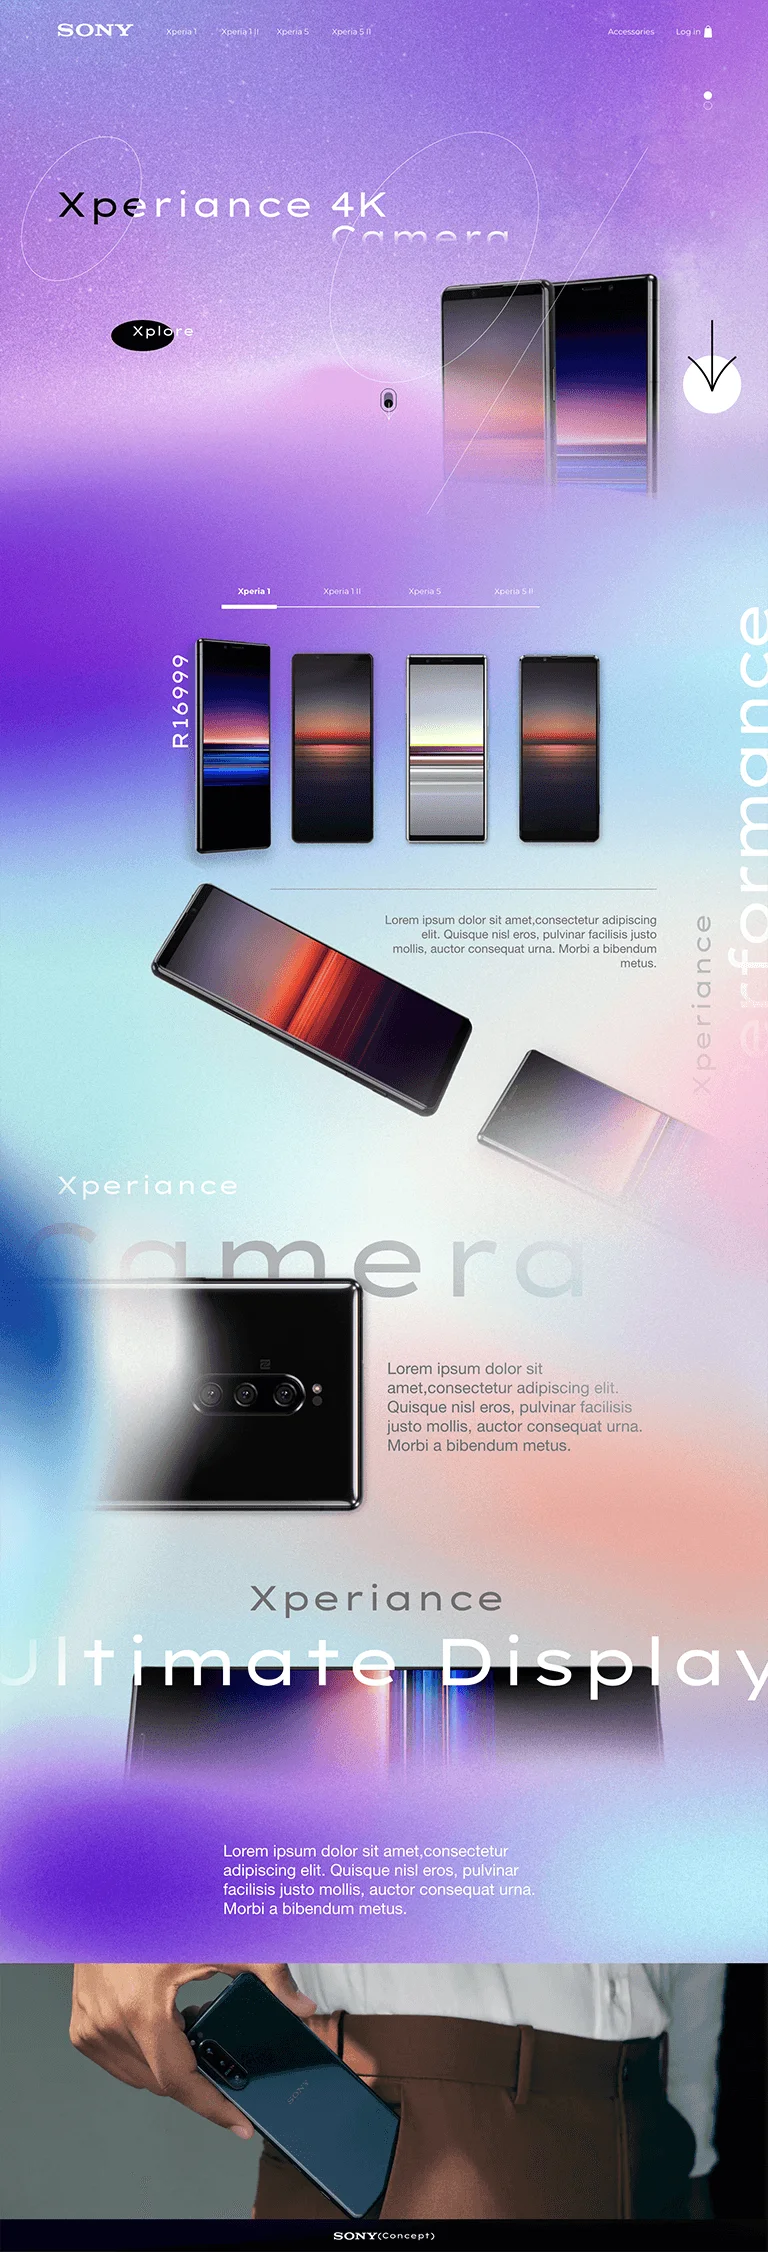 SONY
Xperia 1
Xperia 1 II
Xperia 5
Xperia 5 II
Accessories
Log in
Xperiance 4K
Camera
Xplore
Xperia 1
Xperia 1 II
Xperia 5
Xperia 5 II
R16999
Performance
Xperiance
Lorem ipsum dolor sit amet,consectetur adipiscing
elit. Quisque nisl eros, pulvinar facilisis justo
mollis, auctor consequat urna. Morbi a bibendum
metus.
Xperiance
Camera
Lorem ipsum dolor sit
amet,consectetur adipiscing elit.
Quisque nisl eros, pulvinar facilisis
justo mollis, auctor consequat urna.
Morbi a bibendum metus.
Xperiance
Ultimate Display
Lorem ipsum dolor sit amet,consectetur
adipiscing elit. Quisque nisl eros, pulvinar
facilisis justo mollis, auctor consequat urna.
Morbi a bibendum metus.
SONY
SONY(Concept)